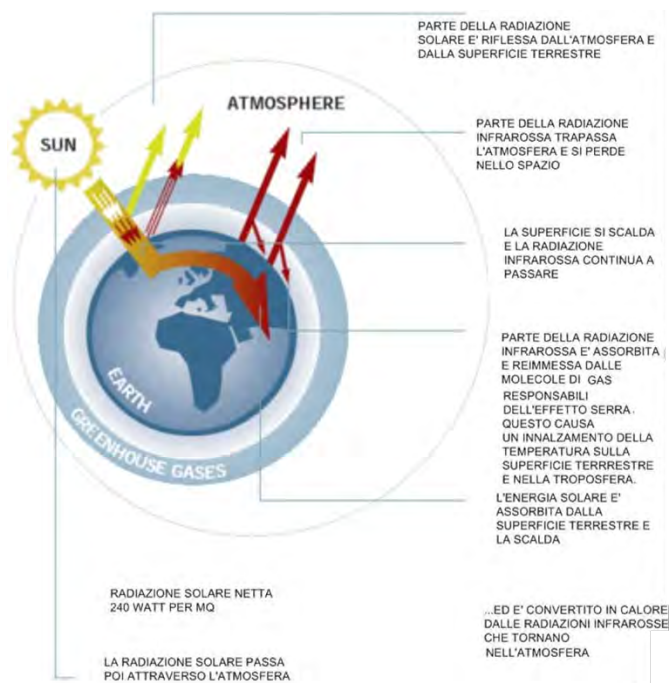 PARTE DELLA RADIAZIONE
SOLARE E' RIFLESSA DALL'ATMOSFERA E
DALLA SUPERFICIE TERRESTRE
ATMOSPHERE
SUN
PARTE DELLA RADIAZIONE
INFRAROSSA TRAPASSA
L'ATMOSFERA E SI PERDE
NELLO SPAZIO
LA SUPERFICIE SI SCALDA
E LA RADIAZIONE
INFRAROSSA CONTINUA A
PASSARE
PARTE DELLA RADIAZIONE
INFRAROSSA E' ASSORBITA
E REIMMESSA DALLE
MOLECOLE DI GAS
RESPONSABILI
DELL'EFFETTO SERRA.
QUESTO CAUSA
UN INNALZAMENTO DELLA
TEMPERATURA SULLA
SUPERFICIE TERRRESTRE
E NELLA TROPOSFERA.
EARTH
GREENHOUSE GASES
L'ENERGIA SOLARE E'
ASSORBITA DALLA
SUPERFICIE TERRESTRE E
LA SCALDA
RADIAZIONE SOLARE NETTA
240 WATT PER MQ
...ED E' CONVERTITO IN CALORE
DALLE RADIAZIONI INFRAROSSE
CHE TORNANO
NELL'ATMOSFERA
LA RADIAZIONE SOLARE PASSA
POI ATTRAVERSO L'ATMOSFERA